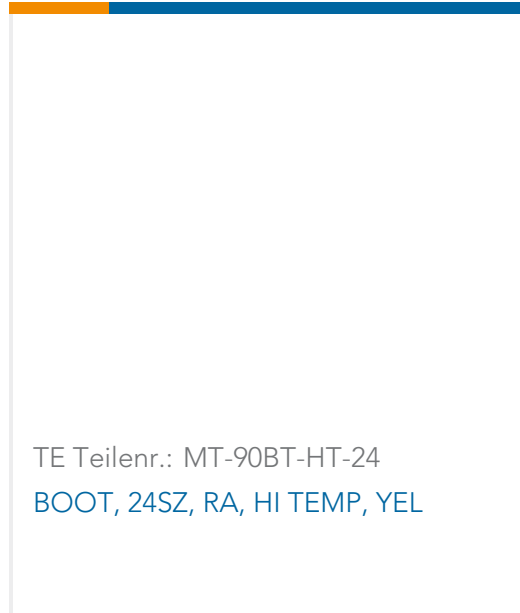 TE Teilenr.: MT-90BT-HT-24
BOOT, 24SZ, RA, HI TEMP, YEL